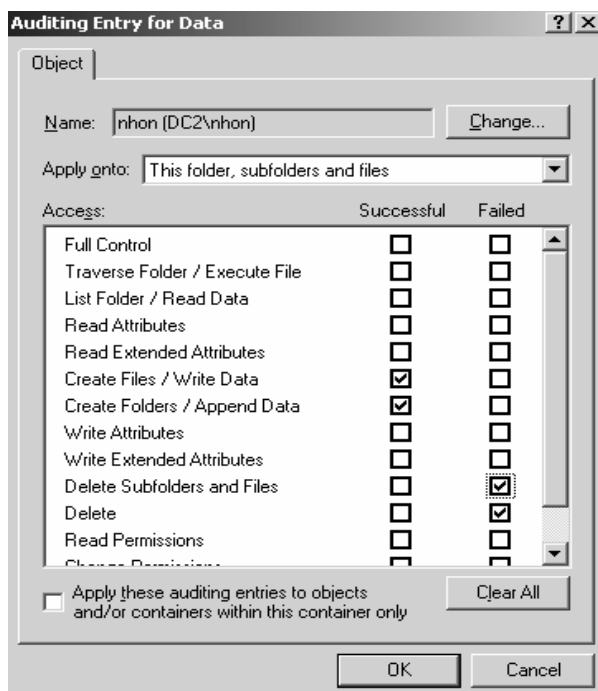 Auditing Entry for Data
Object
Name: nhon (DC2\nhon) Change...
Apply onto: This folder, subfolders and files
Access: Successful Failed
Full Control
Traverse Folder / Execute File
List Folder / Read Data
Read Attributes
Read Extended Attributes
Create Files / Write Data
Create Folders / Append Data
Write Attributes
Write Extended Attributes
Delete Subfolders and Files
Delete
Read Permissions
Change Permissions
Apply these auditing entries to objects
and/or containers within this container only
Clear All
OK Cancel